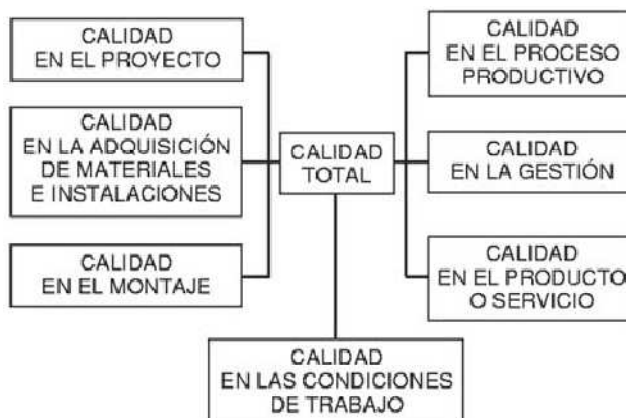 CALIDAD
EN EL PROYECTO
CALIDAD
EN LA ADQUISICIÓN
DE MATERIALES
E INSTALACIONES
CALIDAD
EN EL MONTAJE
CALIDAD
TOTAL
CALIDAD
EN EL PROCESO
PRODUCTIVO
CALIDAD
EN LA GESTIÓN
CALIDAD
EN EL PRODUCTO
O SERVICIO
CALIDAD
EN LAS CONDICIONES
DE TRABAJO